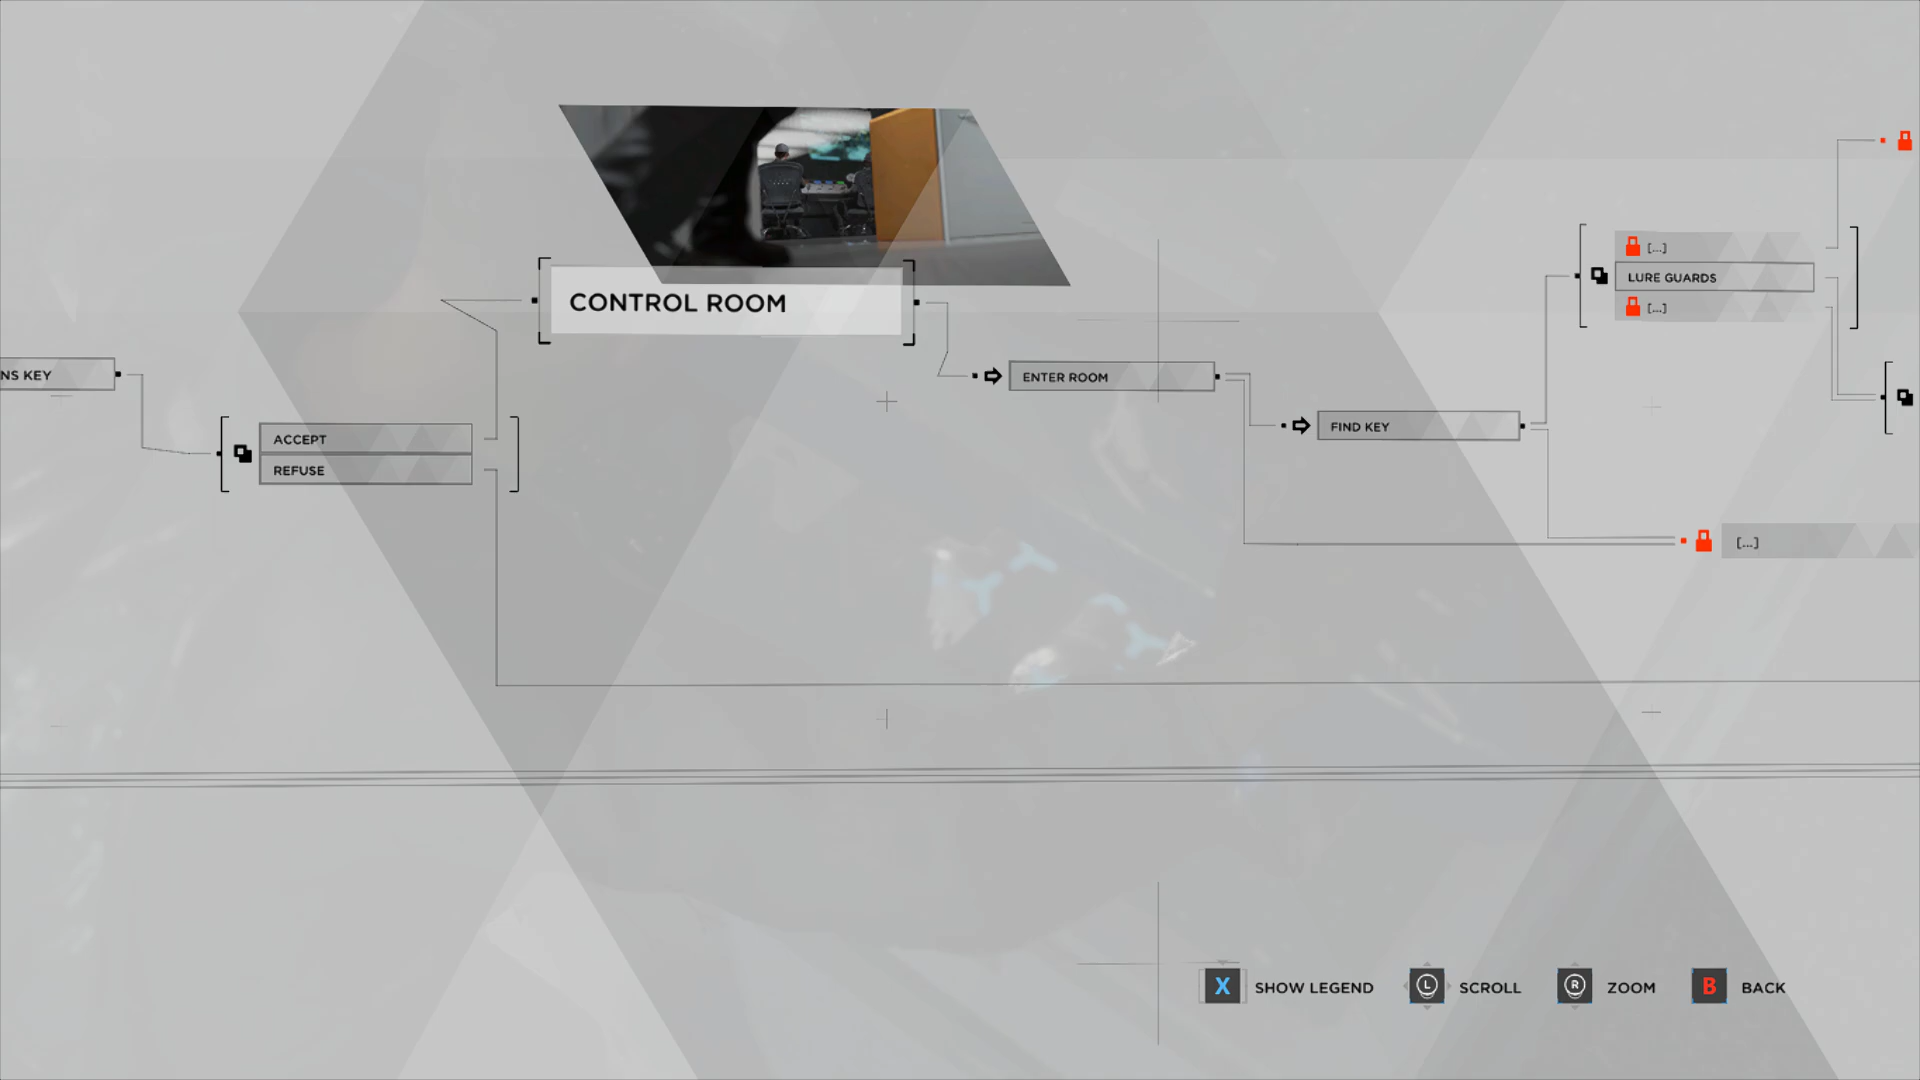 [...]
LURE GUARDS
[...]
CONTROL ROOM
NS KEY
ENTER ROOM
FIND KEY
ACCEPT
REFUSE
[...]
X SHOW LEGEND L SCROLL R ZOOM B BACK